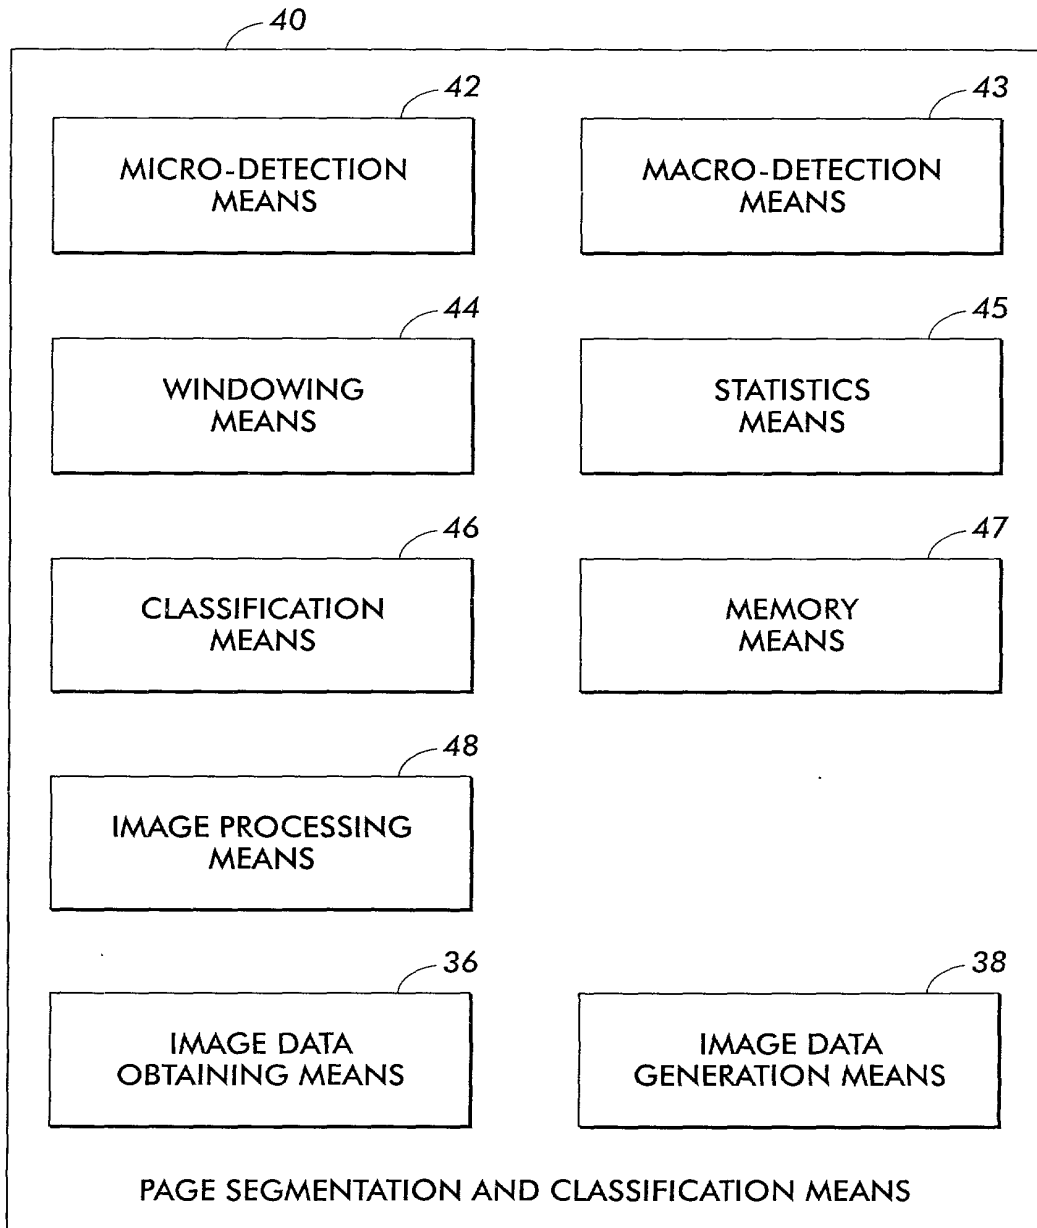 40
42
43
MICRO-DETECTION
MEANS
MACRO-DETECTION
MEANS
44
45
WINDOWING
MEANS
STATISTICS
MEANS
46
47
CLASSIFICATION
MEANS
MEMORY
MEANS
48
IMAGE PROCESSING
MEANS
36
38
IMAGE DATA
OBTAINING MEANS
IMAGE DATA
GENERATION MEANS
PAGE SEGMENTATION AND CLASSIFICATION MEANS